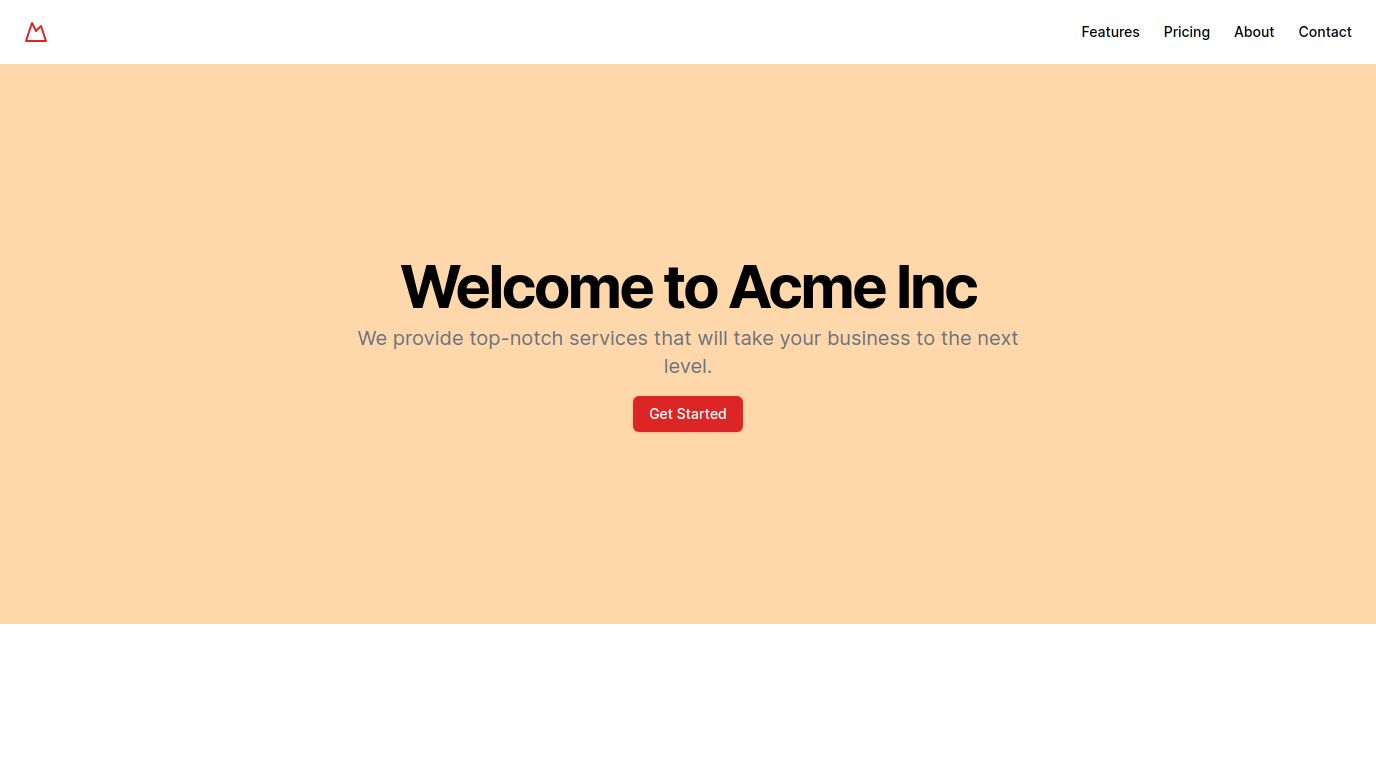 Features Pricing About Contact
Welcome to Acme Inc
We provide top-notch services that will take your business to the next
level.
Get Started